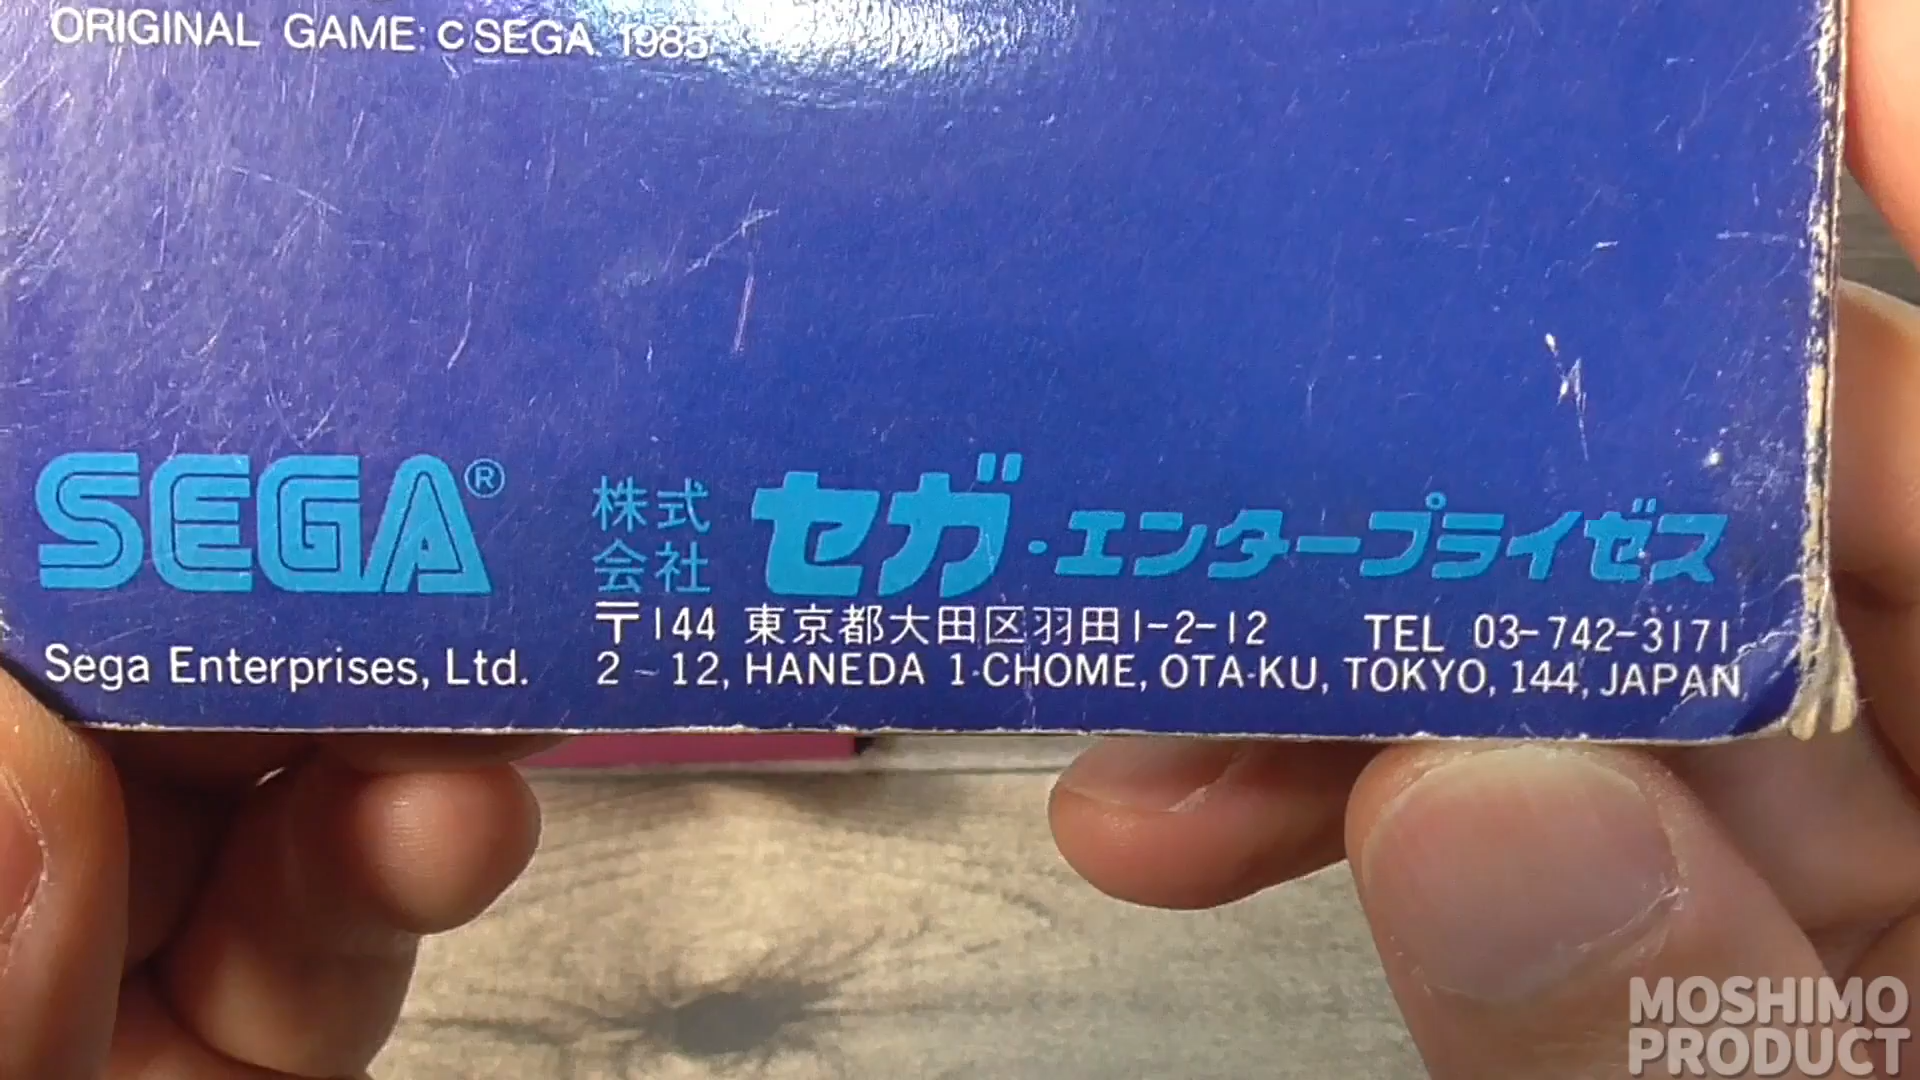 ORIGINAL GAME: C SEGA 1985
SEGA®
株式会社 セガ・エンタープライゼス
〒144 東京都大田区羽田1-2-12 TEL 03-742-3171
Sega Enterprises, Ltd.
2-12, HANEDA 1-CHOME, OTA-KU, TOKYO, 144, JAPAN
MOSHIMO
PRODUCT